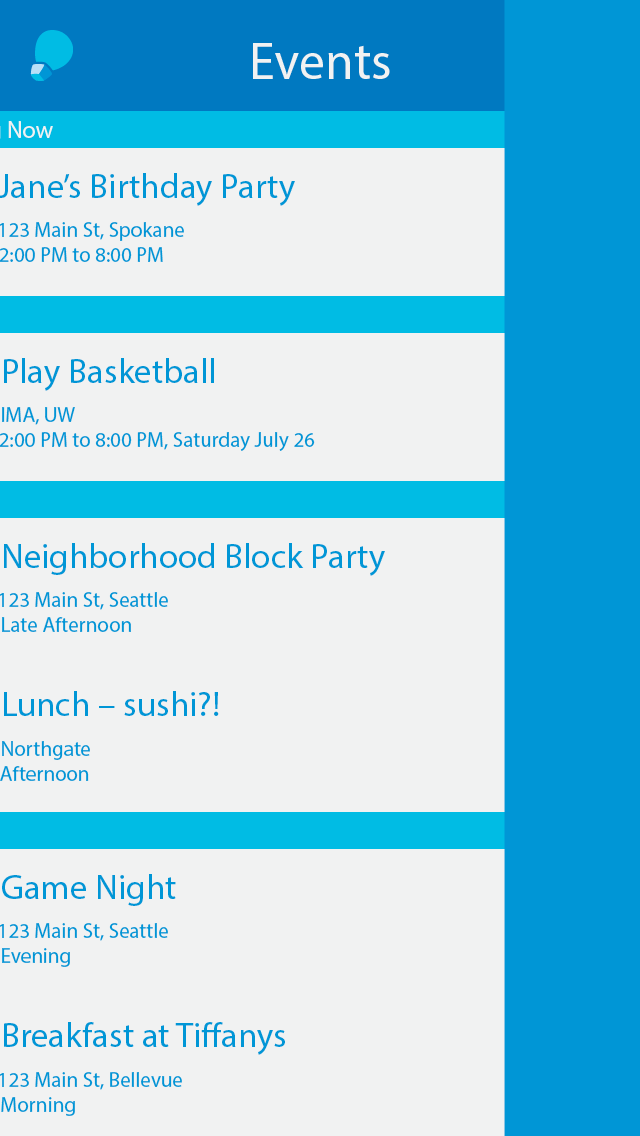 Events
Now
Jane’s Birthday Party
123 Main St, Spokane
2:00 PM to 8:00 PM
Play Basketball
IMA, UW
2:00 PM to 8:00 PM, Saturday July 26
Neighborhood Block Party
123 Main St, Seattle
Late Afternoon
Lunch – sushi?!
Northgate
Afternoon
Game Night
123 Main St, Seattle
Evening
Breakfast at Tiffanys
123 Main St, Bellevue
Morning